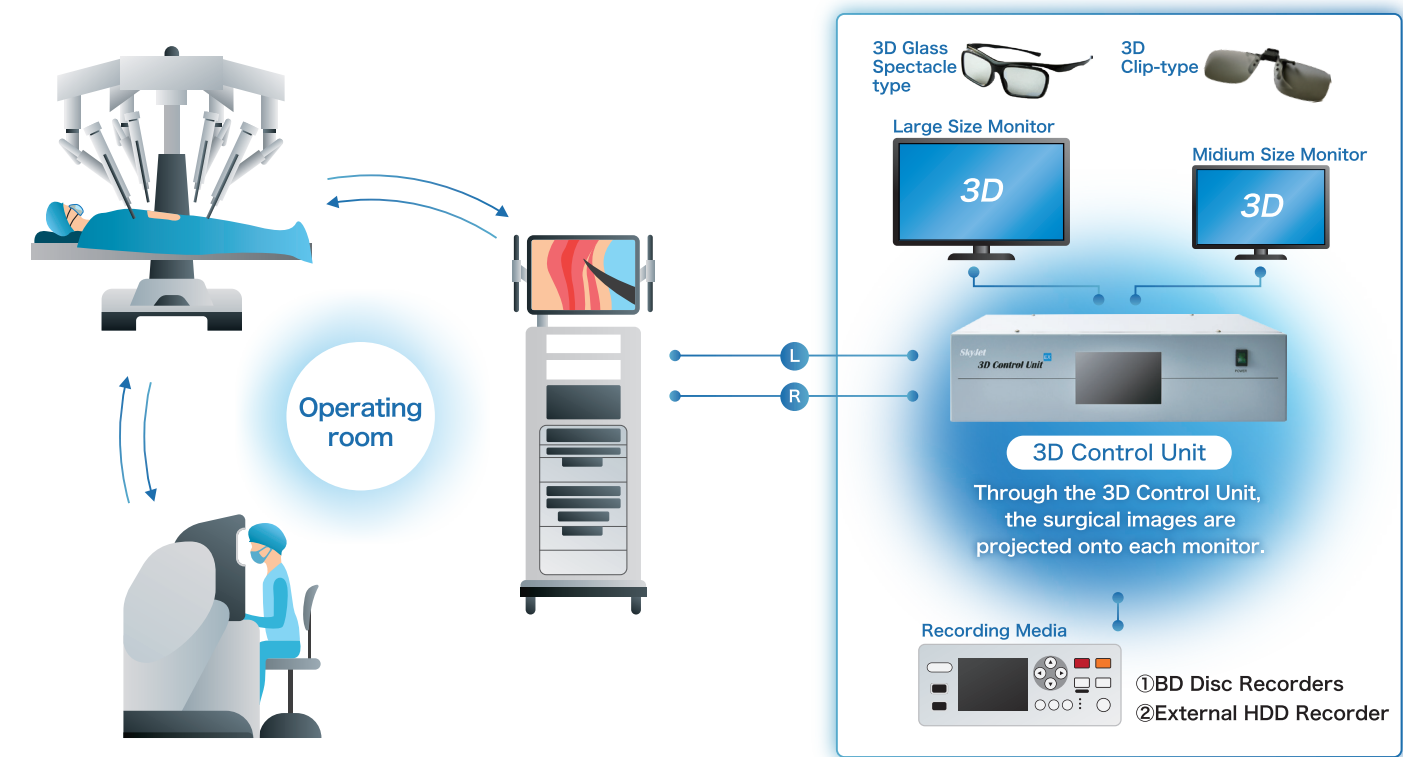 3D Glass
Spectacle
type
3D
Clip-type
Large Size Monitor
Midium Size Monitor
3D
3D
Operating
room
L
R
SkyJet
3D Control Unit
POWER
3D Control Unit
Through the 3D Control Unit,
the surgical images are
projected onto each monitor.
Recording Media
①BD Disc Recorders
②External HDD Recorder